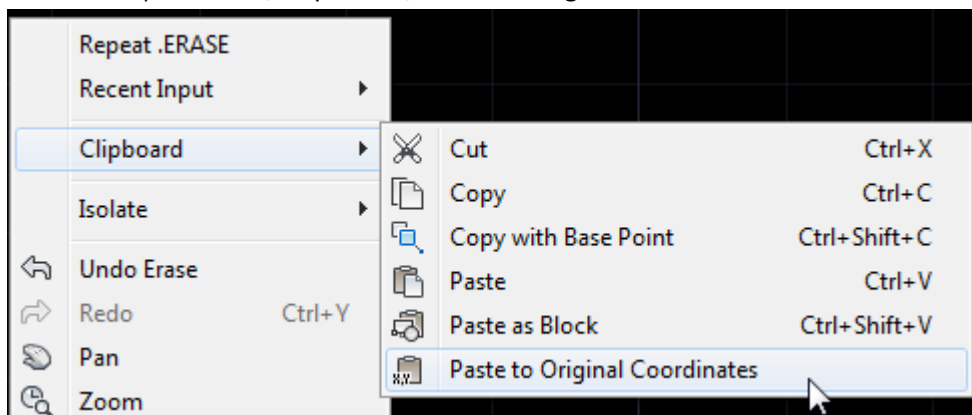 Repeat .ERASE
Recent Input
Clipboard
Isolate
Undo Erase
Redo Ctrl+Y
Pan
Zoom
Cut Ctrl+X
Copy Ctrl+C
Copy with Base Point Ctrl+Shift+C
Paste Ctrl+V
Paste as Block Ctrl+Shift+V
X,Y.. Paste to Original Coordinates